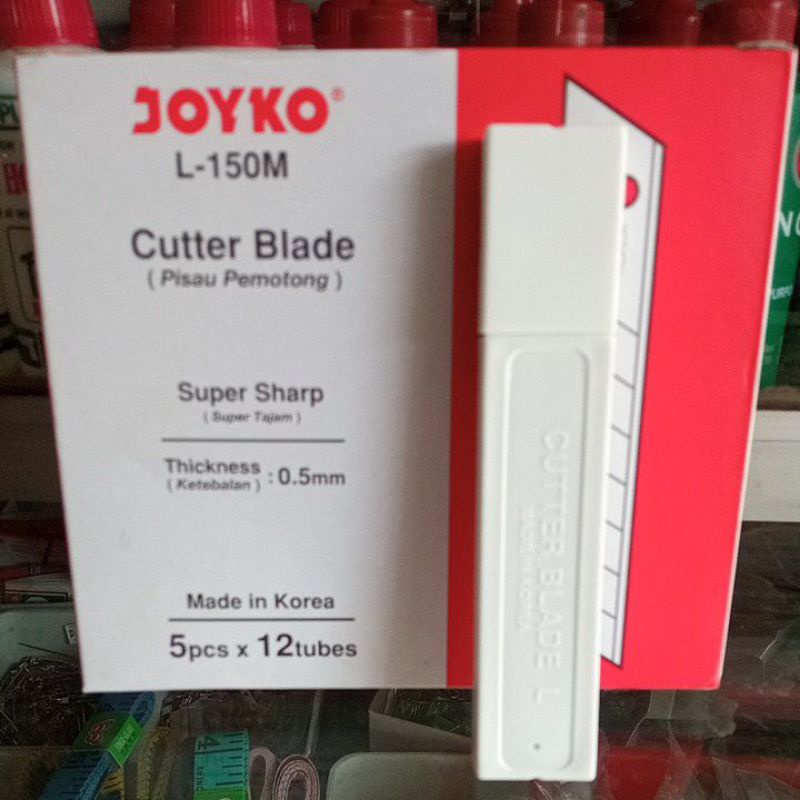 JOYKO®
L-150M
Cutter Blade
( Pisau Pemotong )
Super Sharp
( Super Tajam )
Thickness : 0.5mm
( Ketebalan )
Made in Korea
5pcs x 12tubes
CUTTER BLADE L
MADE IN KOREA